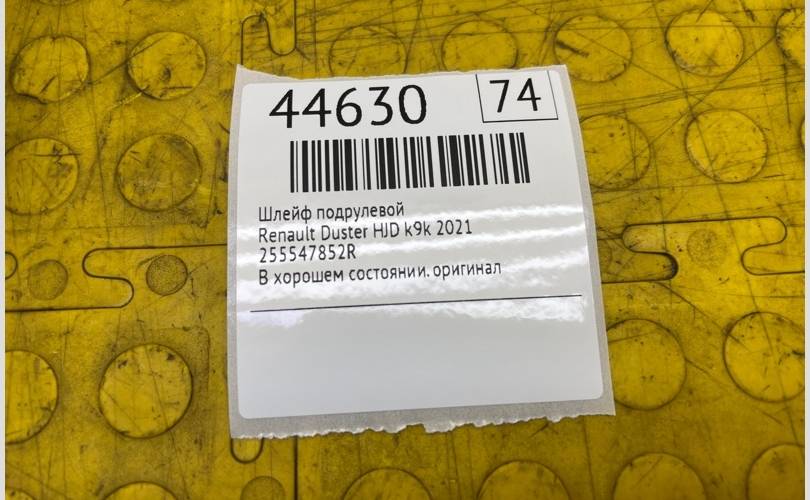 44630
74
Шлейф подрулевой
Renault Duster HJD k9k 2021
255547852R
В хорошем состоянии. оригинал